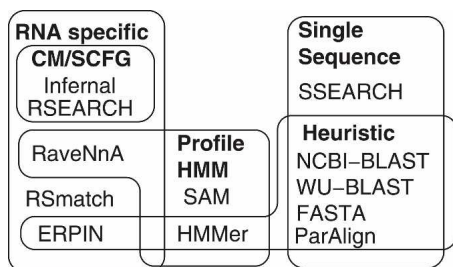 RNA specific
CM/SCFG
Infernal
RSEARCH
RaveNnA
RSmatch
ERPIN
Profile
HMM
SAM
HMMer
Single
Sequence
SSEARCH
Heuristic
NCBI−BLAST
WU−BLAST
FASTA
ParAlign